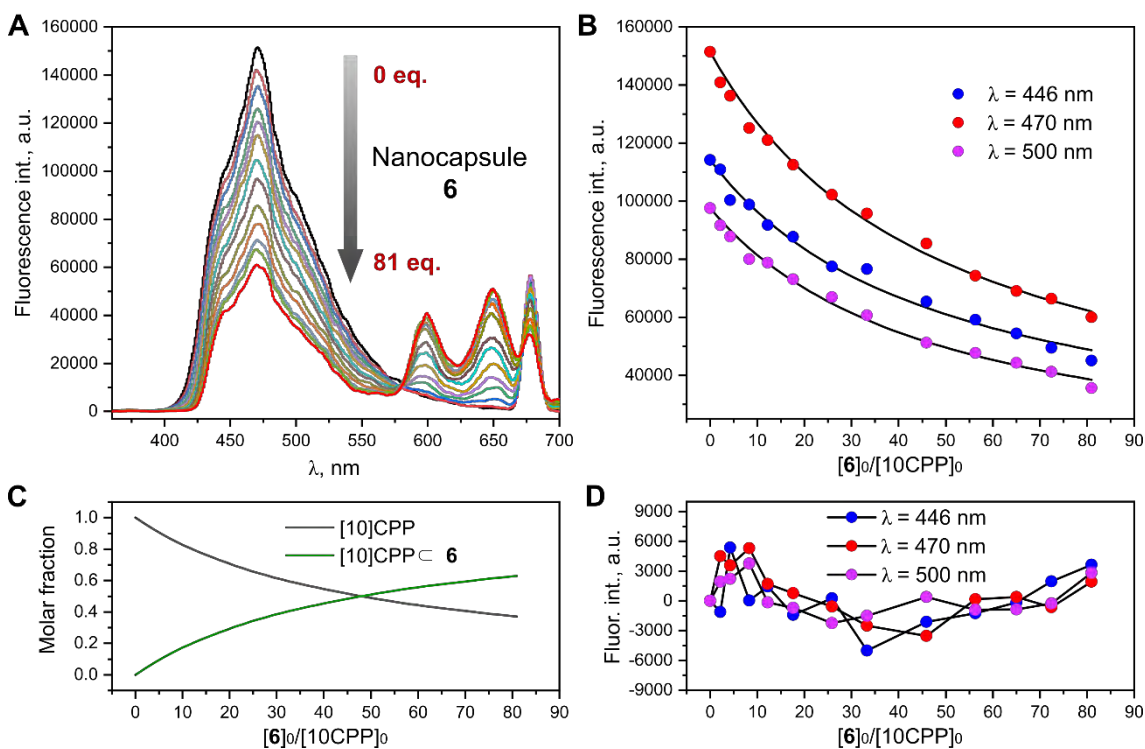 A
160000
140000
120000
100000
80000
60000
40000
20000
0
Fluorescence int., a.u.
0 eq.
Nanocapsule
6
81 eq.
400 450 500 550 600 650 700
λ, nm
B
160000
140000
120000
100000
80000
60000
40000
Fluorescence int., a.u.
λ = 446 nm
λ = 470 nm
λ = 500 nm
0 10 20 30 40 50 60 70 80 90
[6]₀/[10CPP]₀
C
1.0
0.8
0.6
0.4
0.2
0.0
Molar fraction
[10]CPP
[10]CPP⊂ 6
0 10 20 30 40 50 60 70 80 90
[6]₀/[10CPP]₀
D
9000
6000
3000
0
-3000
-6000
-9000
Fluor. int., a.u.
λ = 446 nm
λ = 470 nm
λ = 500 nm
0 10 20 30 40 50 60 70 80 90
[6]₀/[10CPP]₀